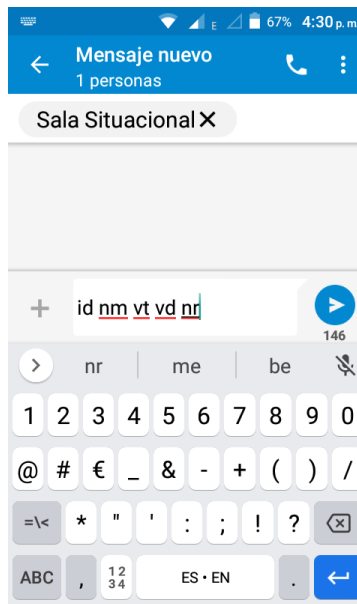 E 67% 4:30 p. m
Mensaje nuevo
1 personas
Sala Situacional ✕
id nm vt vd nr
146
nr me be
1 2 3 4 5 6 7 8 9 0
@ # € _ & - + ( ) /
=\< * " ' : ; ! ?
ABC , 12 34 ES • EN .